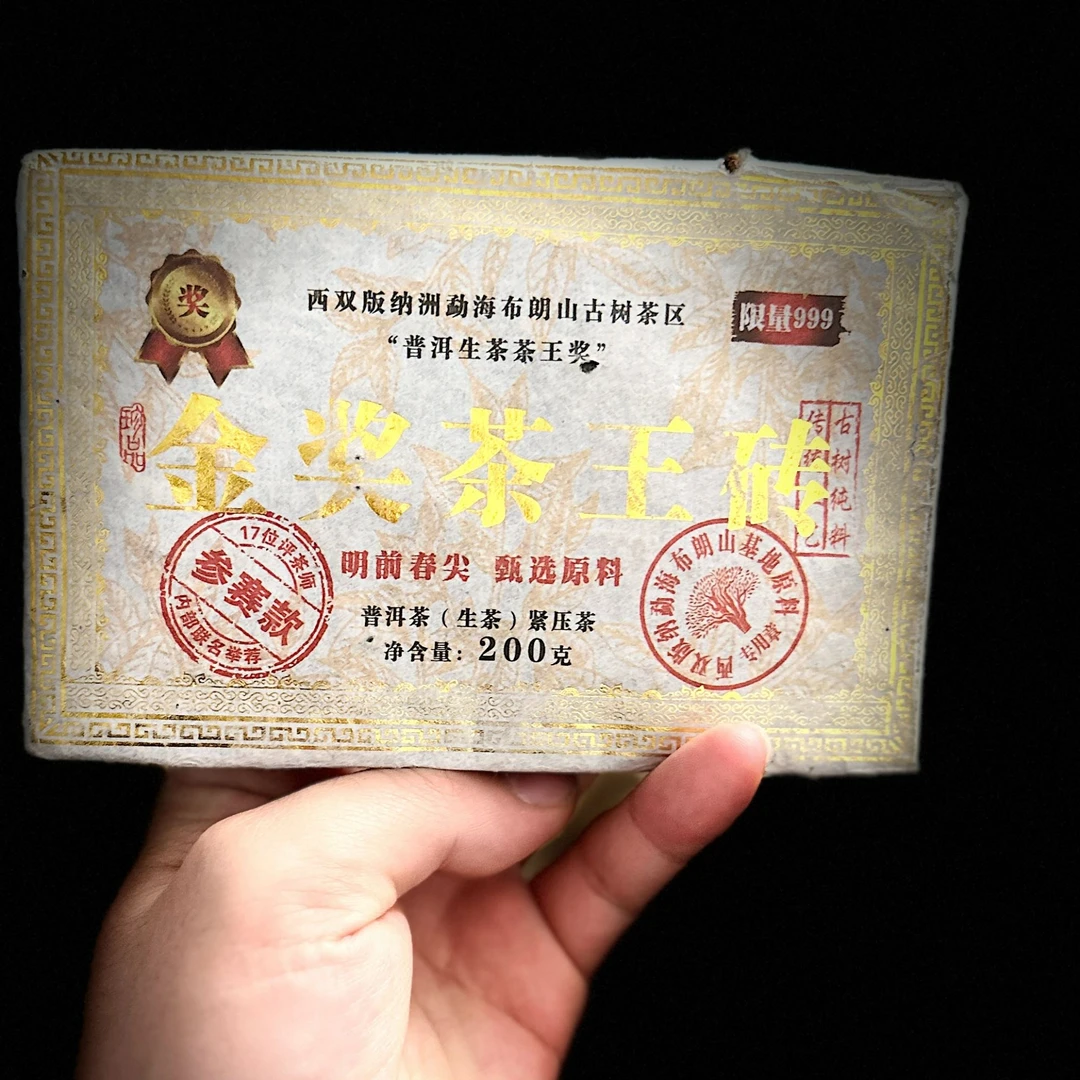 西双版纳洲勐海布朗山古树茶区
“普洱生茶茶王奖”
奖
限量999
珍品
金奖茶王砖
古树纯料
传统
17位评茶师
参赛款
内部联名举荐
明前春尖 甄选原料
普洱茶（生茶）紧压茶
净含量：200克
西双版纳勐海布朗山基地原料